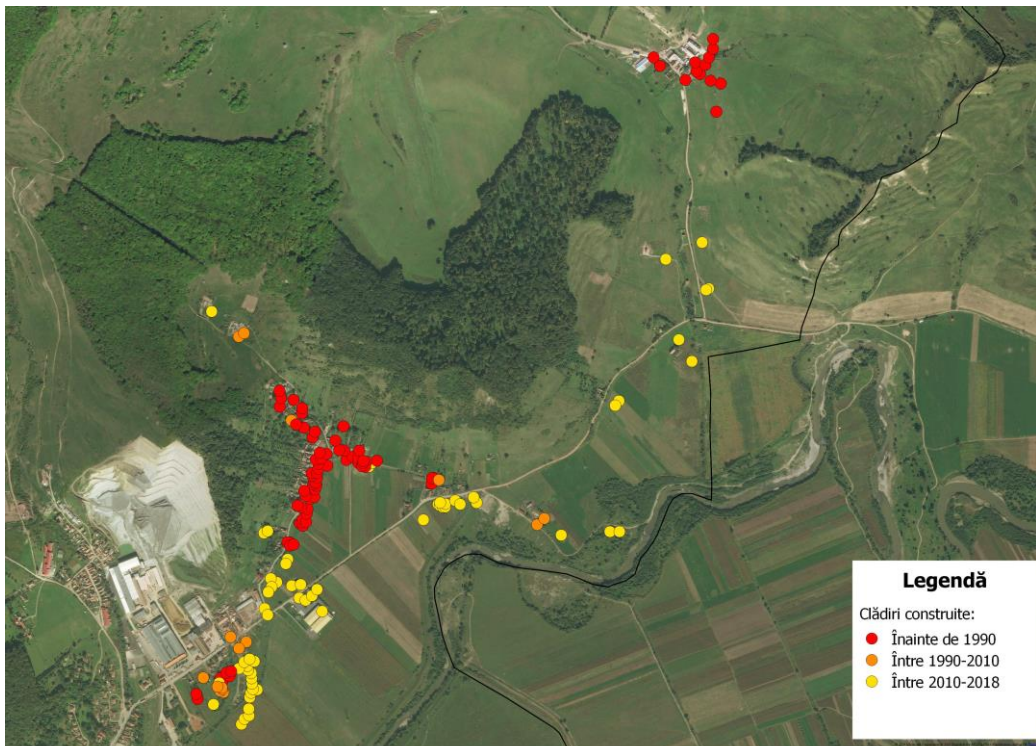 Legendă
Clădiri construite:
Înainte de 1990
Între 1990-2010
Între 2010-2018